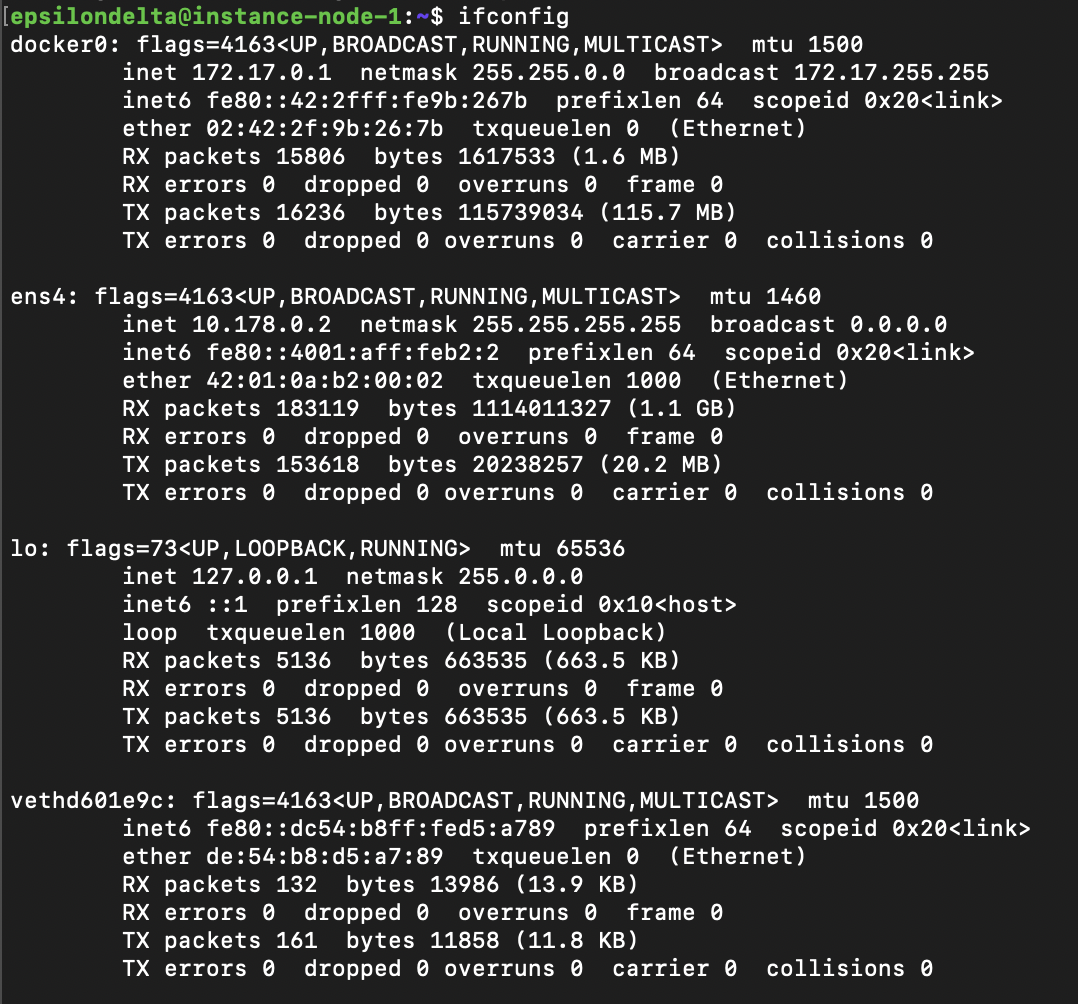 [epsilondelta@instance-node-1:~$ ifconfig
docker0: flags=4163<UP,BROADCAST,RUNNING,MULTICAST>  mtu 1500
        inet 172.17.0.1  netmask 255.255.0.0  broadcast 172.17.255.255
        inet6 fe80::42:2fff:fe9b:267b  prefixlen 64  scopeid 0x20<link>
        ether 02:42:2f:9b:26:7b  txqueuelen 0  (Ethernet)
        RX packets 15806  bytes 1617533 (1.6 MB)
        RX errors 0  dropped 0  overruns 0  frame 0
        TX packets 16236  bytes 115739034 (115.7 MB)
        TX errors 0  dropped 0 overruns 0  carrier 0  collisions 0

ens4: flags=4163<UP,BROADCAST,RUNNING,MULTICAST>  mtu 1460
        inet 10.178.0.2  netmask 255.255.255.255  broadcast 0.0.0.0
        inet6 fe80::4001:aff:feb2:2  prefixlen 64  scopeid 0x20<link>
        ether 42:01:0a:b2:00:02  txqueuelen 1000  (Ethernet)
        RX packets 183119  bytes 1114011327 (1.1 GB)
        RX errors 0  dropped 0  overruns 0  frame 0
        TX packets 153618  bytes 20238257 (20.2 MB)
        TX errors 0  dropped 0 overruns 0  carrier 0  collisions 0

lo: flags=73<UP,LOOPBACK,RUNNING>  mtu 65536
        inet 127.0.0.1  netmask 255.0.0.0
        inet6 ::1  prefixlen 128  scopeid 0x10<host>
        loop  txqueuelen 1000  (Local Loopback)
        RX packets 5136  bytes 663535 (663.5 KB)
        RX errors 0  dropped 0  overruns 0  frame 0
        TX packets 5136  bytes 663535 (663.5 KB)
        TX errors 0  dropped 0 overruns 0  carrier 0  collisions 0

vethd601e9c: flags=4163<UP,BROADCAST,RUNNING,MULTICAST>  mtu 1500
        inet6 fe80::dc54:b8ff:fed5:a789  prefixlen 64  scopeid 0x20<link>
        ether de:54:b8:d5:a7:89  txqueuelen 0  (Ethernet)
        RX packets 132  bytes 13986 (13.9 KB)
        RX errors 0  dropped 0  overruns 0  frame 0
        TX packets 161  bytes 11858 (11.8 KB)
        TX errors 0  dropped 0 overruns 0  carrier 0  collisions 0